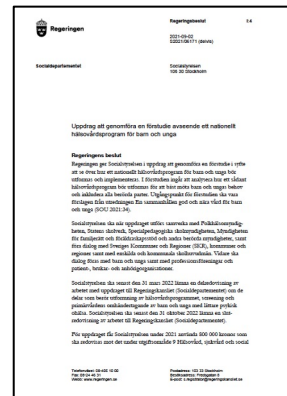 Regeringen
Regeringsbeslut
2021-09-02
S2021/06171 (delvis)
Socialdepartementet
Socialstyrelsen
106 30 Stockholm
Uppdrag att genomföra en förstudie avseende ett nationellt
hälsovårdsprogram för barn och unga
Regeringens beslut
Regeringen ger Socialstyrelsen i uppdrag att genomföra en förstudie i syfte
att se över hur ett nationellt hälsovårdsprogram för barn och unga bör
utformas och implementeras. I förstudien ingår att analysera hur ett sådant
hälsovårdsprogram bör utformas för att bäst möta barn och ungas behov
och inkludera alla berörda parter. Utgångspunkt för förstudien ska vara
förslagen från utredningen En sammanhållen god och nära vård för barn
och unga (SOU 2021:34).
Socialstyrelsen ska när uppdraget utförs samverka med Folkhälsomyndig-
heten, Statens skolverk, Specialpedagogiska skolmyndigheten, Myndigheten
för familjerätt och föräldraskapsstöd och andra berörda myndigheter, samt
föra dialog med Sveriges Kommuner och Regioner (SKR), kommuner och
regioner samt med enskilda och kommunala skolhuvudmän. Vidare ska
dialog föras med barn och unga samt med professionsföreningar och
patient-, brukar- och anhörigorganisationer.
Socialstyrelsen ska senast den 31 mars 2022 lämna en delredovisning av
arbetet med uppdraget till Regeringskansliet (Socialdepartementet) om de
delar som berör utformning av hälsovårdsprogrammet, screening och
primärvårdens omhändertagande av barn och unga med lättare psykisk
ohälsa. Socialstyrelsen ska senast den 31 oktober 2022 lämna en slut-
redovisning av arbetet till Regeringskansliet (Socialdepartementet).
För uppdraget får Socialstyrelsen under 2021 använda 800 000 kronor som
ska redovisas mot det under utgiftsområde 9 Hälsovård, sjukvård och social
Telefonväxel: 08-405 10 00
Fax: 08-24 46 31
Webb: www.regeringen.se
Postadress: 103 33 Stockholm
Besöksadress: Fredsgatan 8
E-post: s.registrator@regeringskansliet.se